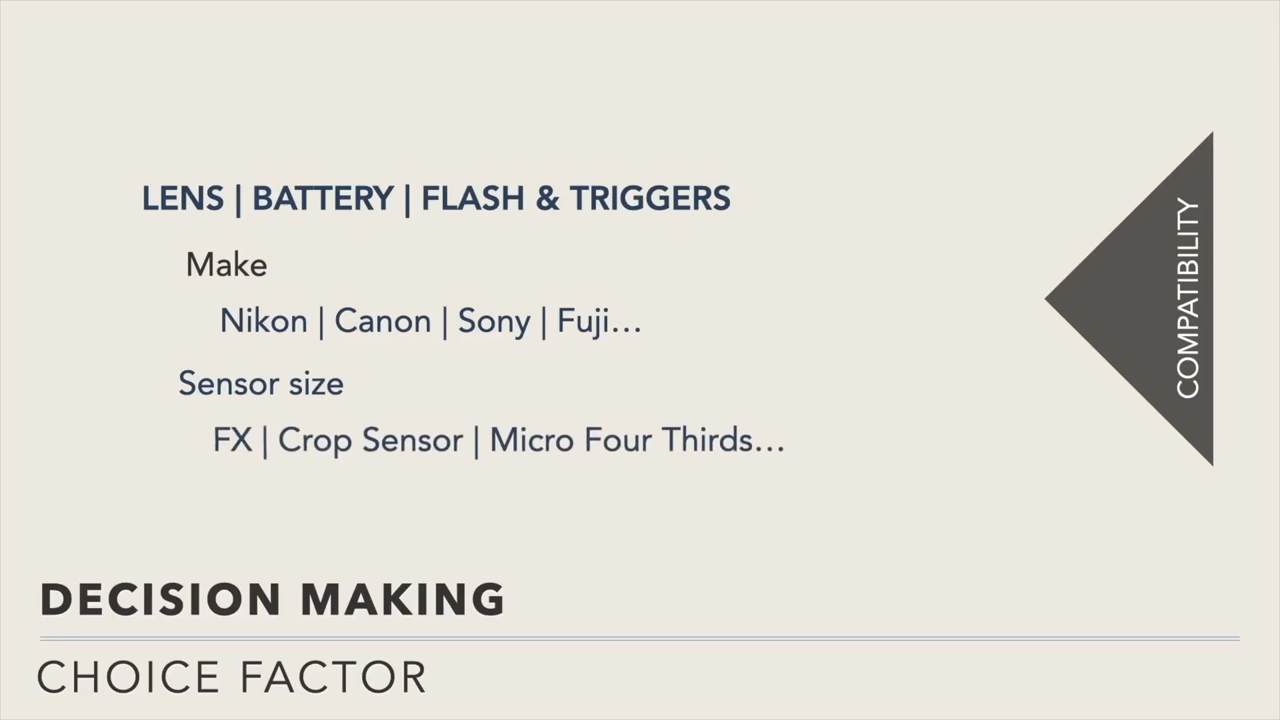 LENS | BATTERY | FLASH & TRIGGERS
Make
Nikon | Canon | Sony | Fuji...
Sensor size
FX | Crop Sensor | Micro Four Thirds...
COMPATIBILITY
DECISION MAKING
CHOICE FACTOR